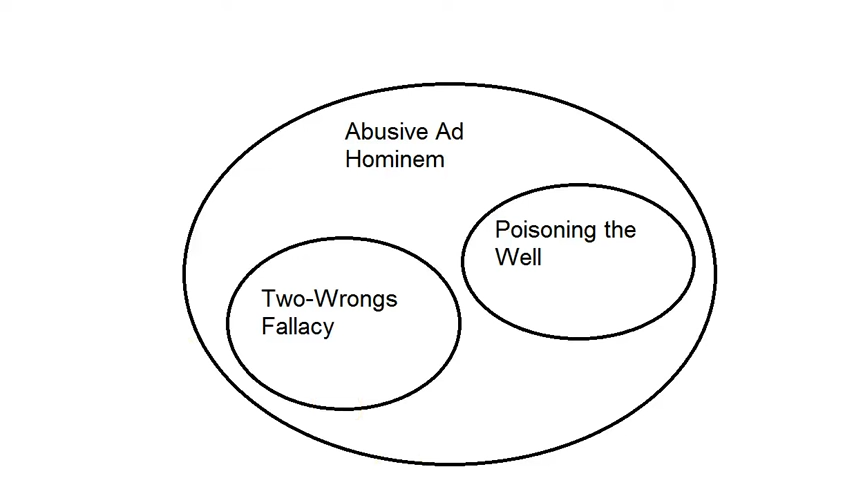 Abusive Ad
Hominem
Poisoning the
Well
Two-Wrongs
Fallacy